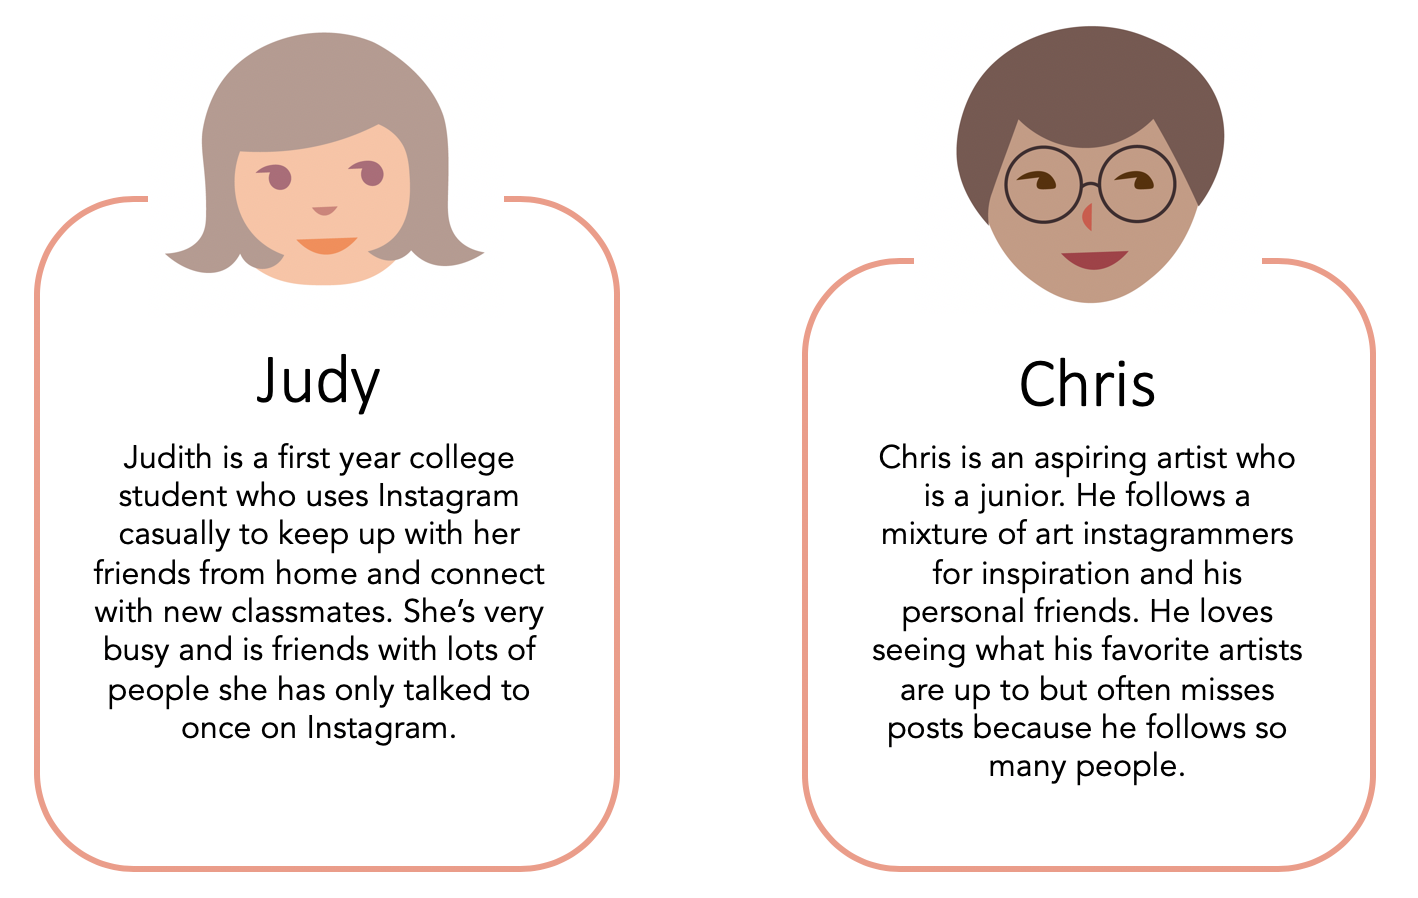 Judy
Judith is a first year college
student who uses Instagram
casually to keep up with her
friends from home and connect
with new classmates. She’s very
busy and is friends with lots of
people she has only talked to
once on Instagram.
Chris
Chris is an aspiring artist who
is a junior. He follows a
mixture of art instagrammers
for inspiration and his
personal friends. He loves
seeing what his favorite artists
are up to but often misses
posts because he follows so
many people.